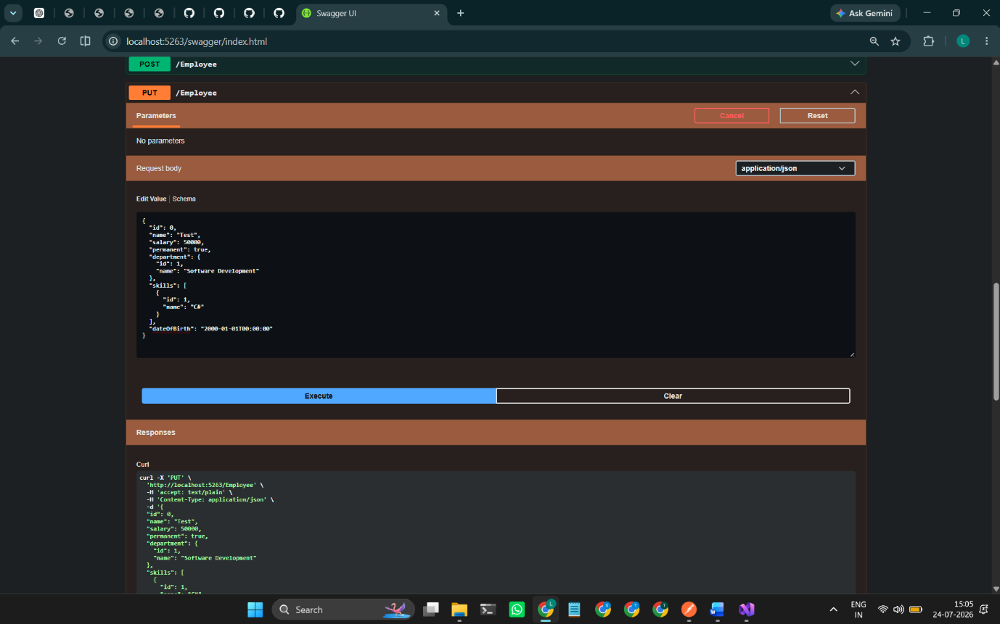 Swagger UI
Ask Gemini
localhost:5263/swagger/index.html
L
POST /Employee
PUT /Employee
Parameters
Cancel
Reset
No parameters
Request body
application/json
Edit Value | Schema
{
  "id": 0,
  "name": "Test",
  "salary": 50000,
  "permanent": true,
  "department": {
    "id": 1,
    "name": "Software Development"
  },
  "skills": [
    {
      "id": 1,
      "name": "C#"
    }
  ],
  "dateOfBirth": "2000-01-01T00:00:00"
}
Execute
Clear
Responses
Curl
curl -X 'PUT' \
  'http://localhost:5263/Employee' \
  -H 'accept: text/plain' \
  -H 'Content-Type: application/json' \
  -d '{
  "id": 0,
  "name": "Test",
  "salary": 50000,
  "permanent": true,
  "department": {
    "id": 1,
    "name": "Software Development"
  },
  "skills": [
    {
      "id": 1,
Search
ENG
IN
15:05
24-07-2026